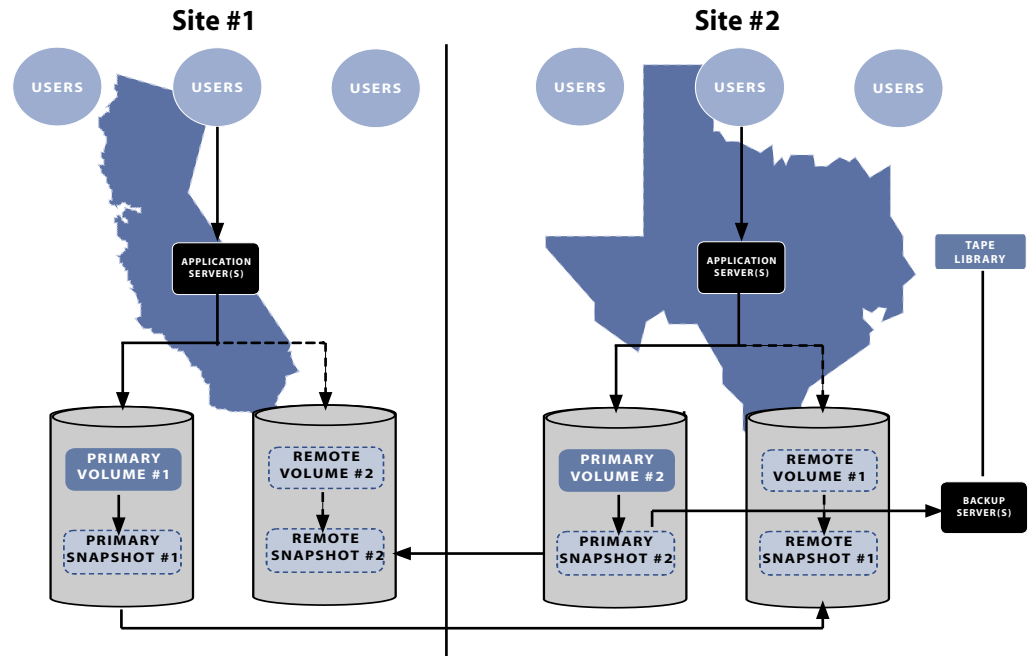 Site #1
Site #2
USERS
USERS
USERS
USERS
USERS
USERS
APPLICATION
SERVER(S)
APPLICATION
SERVER(S)
TAPE
LIBRARY
PRIMARY
VOLUME #1
REMOTE
VOLUME #2
PRIMARY
VOLUME #2
REMOTE
VOLUME #1
BACKUP
SERVER(S)
PRIMARY
SNAPSHOT #1
REMOTE
SNAPSHOT #2
PRIMARY
SNAPSHOT #2
REMOTE
SNAPSHOT #1